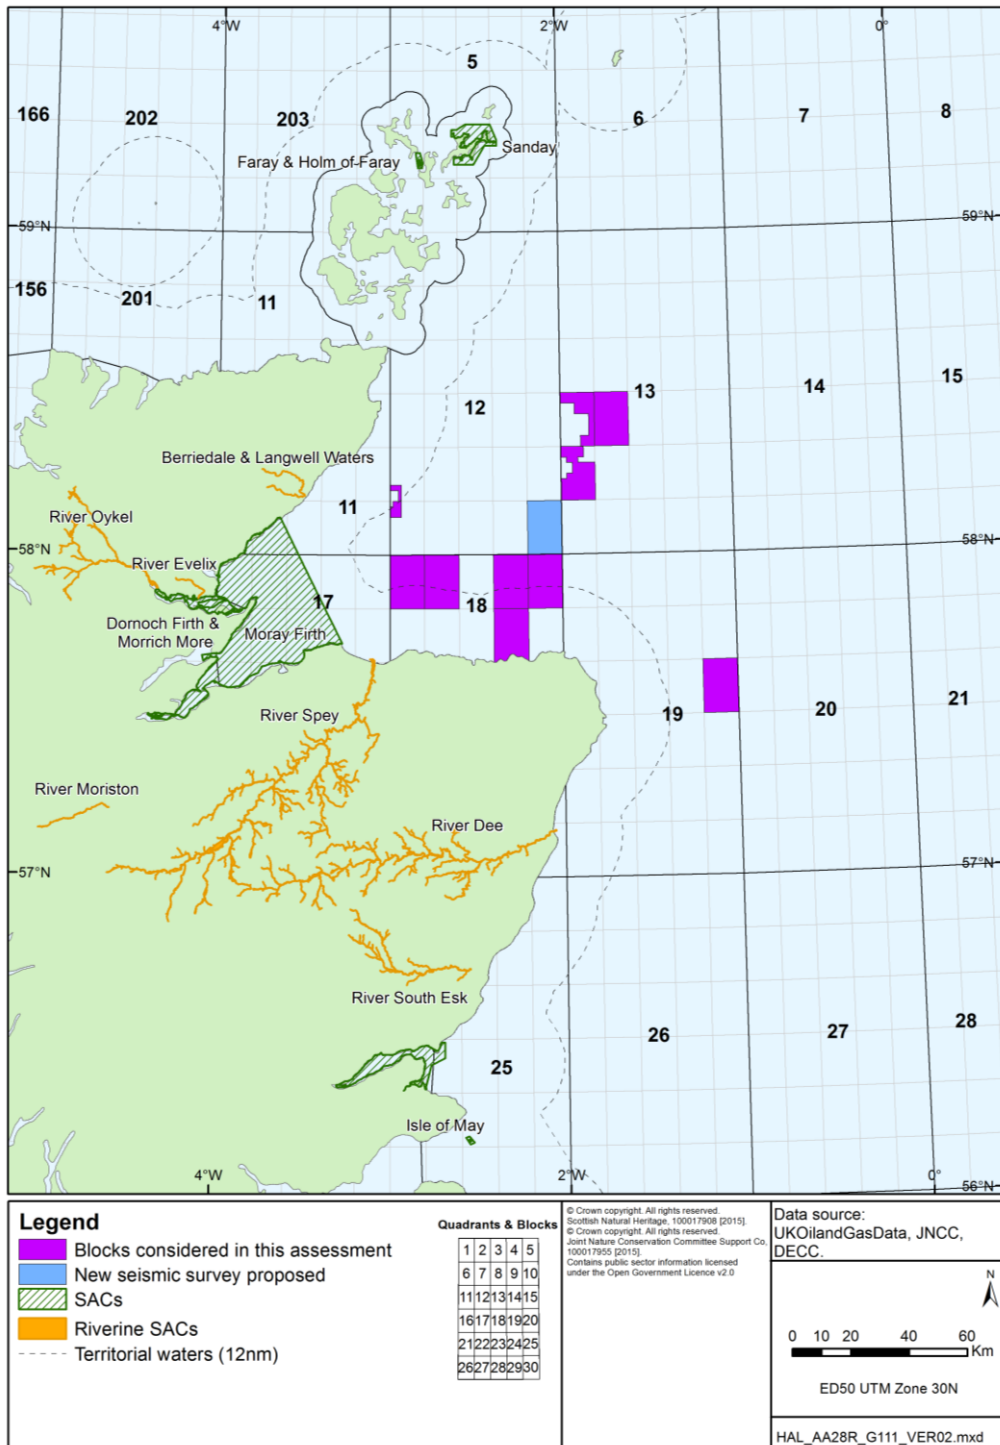 4°W
2°W
0°
5
166
202
203
6
7
8
Faray & Holm of Faray
Sanday
59°N
59°N
156
201
11
12
13
14
15
Berriedale & Langwell Waters
River Oykel
11
58°N
58°N
River Evelix
17
18
Dornoch Firth &
Morrich More
Moray Firth
River Spey
19
20
21
River Moriston
River Dee
57°N
57°N
River South Esk
26
27
28
25
Isle of May
4°W
2°W
0°
56°N
Legend
Blocks considered in this assessment
New seismic survey proposed
SACs
Riverine SACs
Territorial waters (12nm)
Quadrants & Blocks
1 2 3 4 5
6 7 8 9 10
11 12 13 14 15
16 17 18 19 20
21 22 23 24 25
26 27 28 29 30
© Crown copyright. All rights reserved.
Scottish Natural Heritage, 100017908 [2015].
© Crown copyright. All rights reserved.
Joint Nature Conservation Committee Support Co,
100017955 [2015].
Contains public sector information licensed
under the Open Government Licence v2.0
Data source:
UKOilandGasData, JNCC,
DECC.
N
0 10 20 40 60
Km
ED50 UTM Zone 30N
HAL_AA28R_G111_VER02.mxd